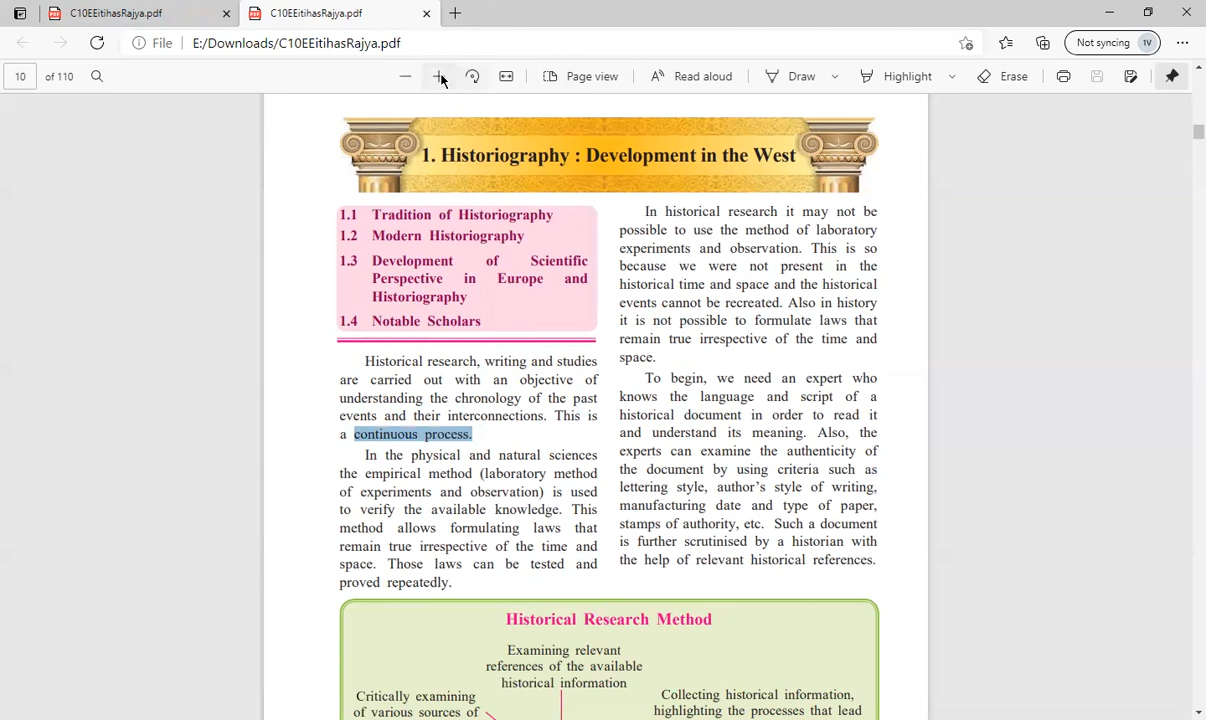 C10EEitihasRajya.pdf
C10EEitihasRajya.pdf
File
E:/Downloads/C10EEitihasRajya.pdf
Not syncing
1V
10
of 110
Page view
Read aloud
Draw
Highlight
Erase
1. Historiography : Development in the West
1.1 Tradition of Historiography
1.2 Modern Historiography
1.3 Development of Scientific
Perspective in Europe and
Historiography
1.4 Notable Scholars
Historical research, writing and studies
are carried out with an objective of
understanding the chronology of the past
events and their interconnections. This is
a continuous process.
In the physical and natural sciences
the empirical method (laboratory method
of experiments and observation) is used
to verify the available knowledge. This
method allows formulating laws that
remain true irrespective of the time and
space. Those laws can be tested and
proved repeatedly.
In historical research it may not be
possible to use the method of laboratory
experiments and observation. This is so
because we were not present in the
historical time and space and the historical
events cannot be recreated. Also in history
it is not possible to formulate laws that
remain true irrespective of the time and
space.
To begin, we need an expert who
knows the language and script of a
historical document in order to read it
and understand its meaning. Also, the
experts can examine the authenticity of
the document by using criteria such as
lettering style, author's style of writing,
manufacturing date and type of paper,
stamps of authority, etc. Such a document
is further scrutinised by a historian with
the help of relevant historical references.
Historical Research Method
Examining relevant
references of the available
historical information
Critically examining
of various sources of
Collecting historical information,
highlighting the processes that lead